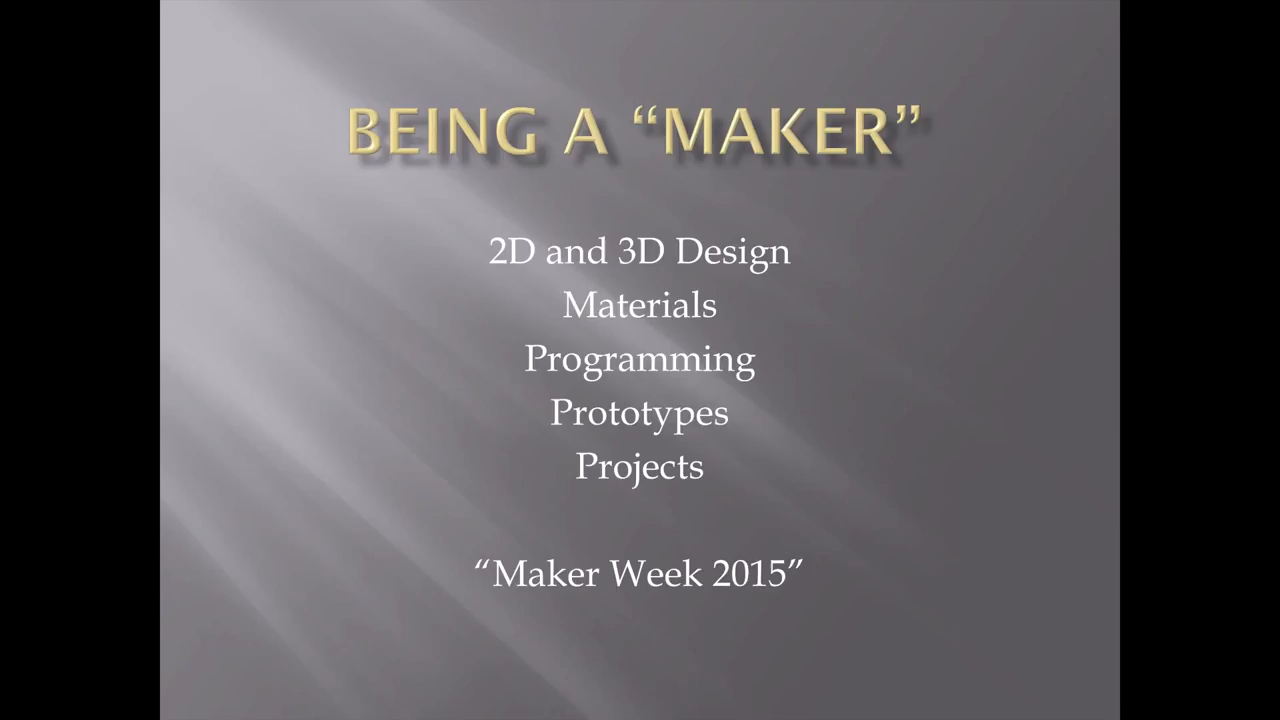 BEING A “MAKER”
2D and 3D Design
Materials
Programming
Prototypes
Projects
“Maker Week 2015”